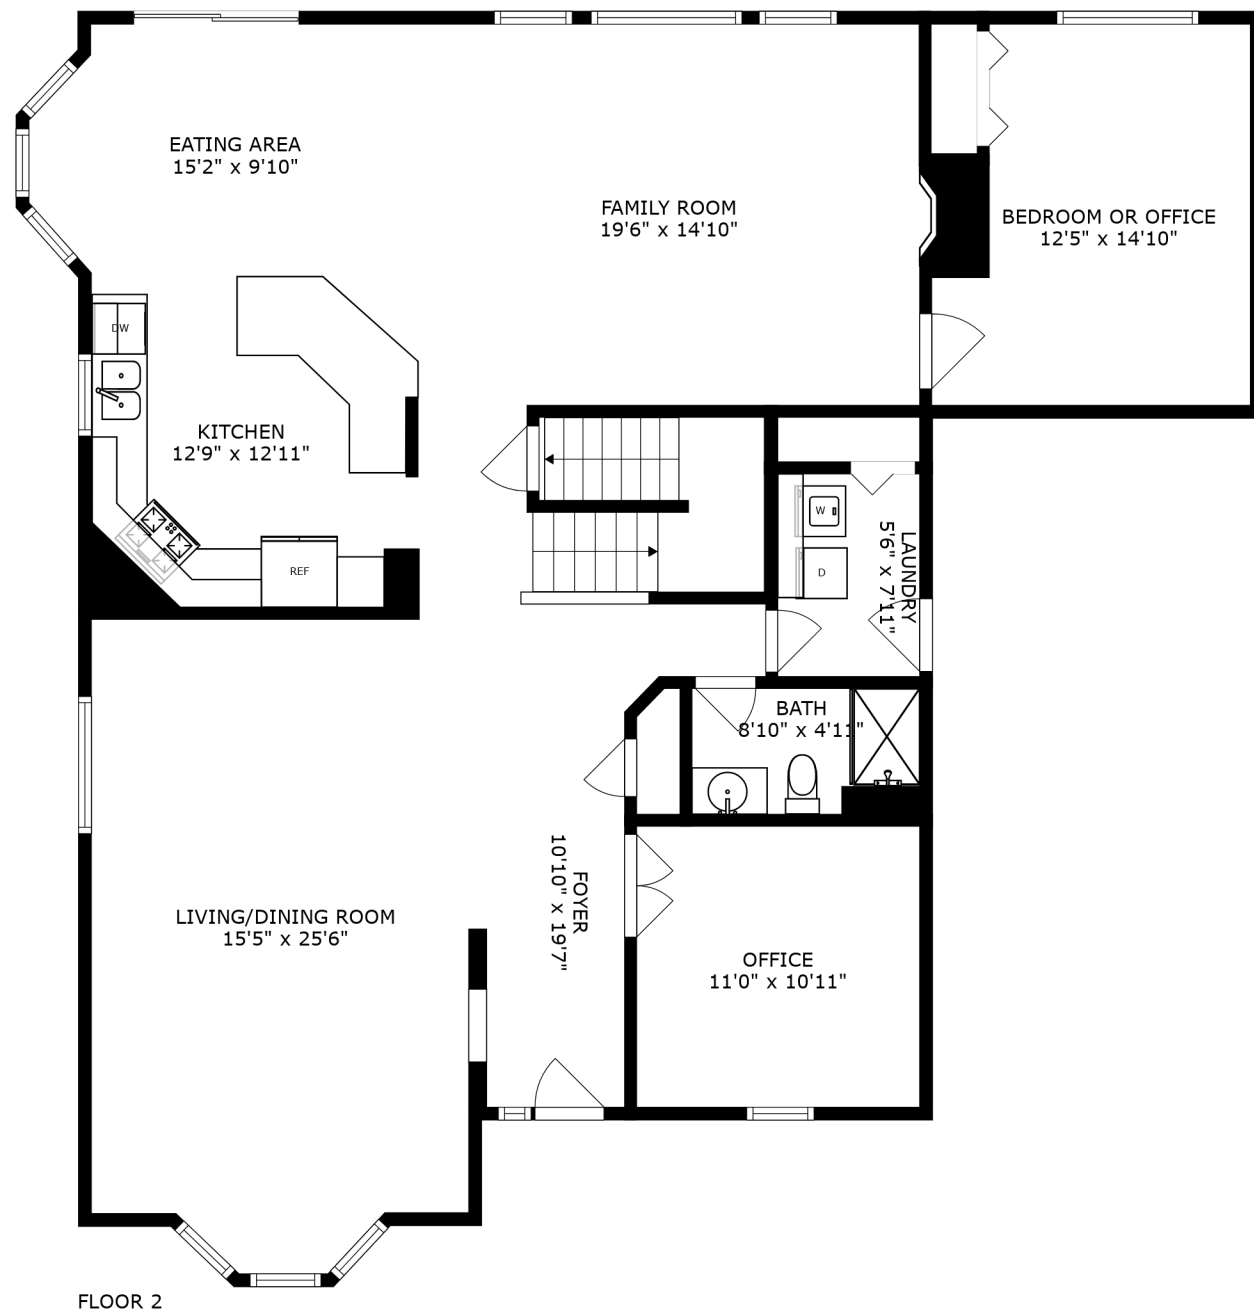 EATING AREA
15'2" x 9'10"
FAMILY ROOM
19'6" x 14'10"
BEDROOM OR OFFICE
12'5" x 14'10"
DW
KITCHEN
12'9" x 12'11"
REF
W
D
LAUNDRY
5'6" x 7'11"
BATH
8'10" x 4'11"
FOYER
10'10" x 19'7"
LIVING/DINING ROOM
15'5" x 25'6"
OFFICE
11'0" x 10'11"
FLOOR 2